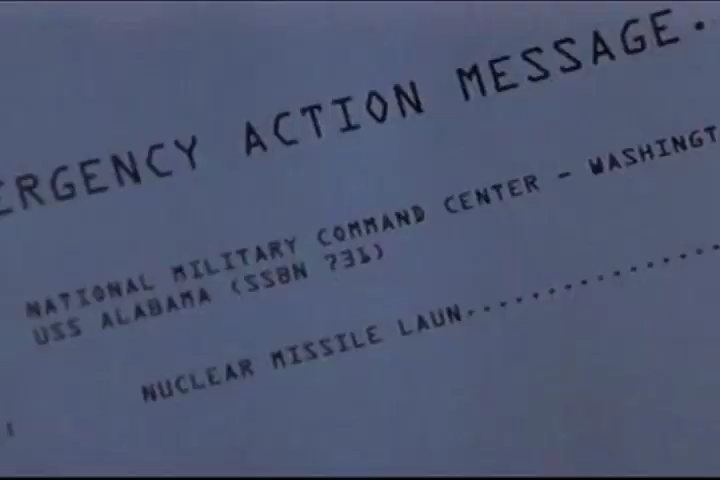 ERGENCY ACTION MESSAGE.
NATIONAL MILITARY COMMAND CENTER - WASHINGT
USS ALABAMA (SSBN 731)
NUCLEAR MISSILE LAUN..................